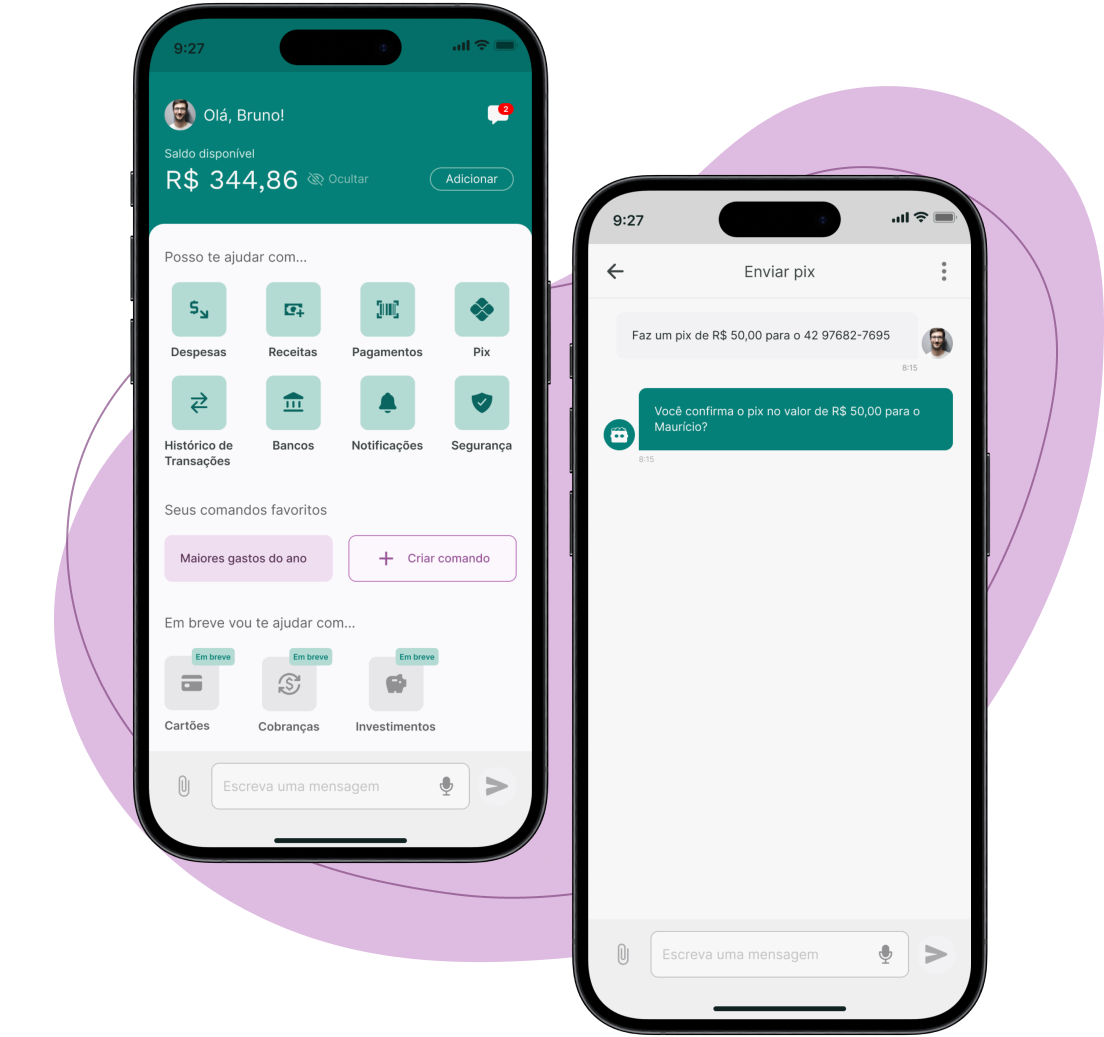 9:27
Olá, Bruno!
2
Saldo disponível
R$ 344,86 Ocultar
Adicionar
Posso te ajudar com...
Despesas
Receitas
Pagamentos
Pix
Histórico de
Transações
Bancos
Notificações
Segurança
Seus comandos favoritos
Maiores gastos do ano
+ Criar comando
Em breve vou te ajudar com...
Em breve
Em breve
Em breve
Cartões
Cobranças
Investimentos
Escreva uma mensagem
9:27
Enviar pix
Faz um pix de R$ 50,00 para o 42 97682-7695
8:15
Você confirma o pix no valor de R$ 50,00 para o
Maurício?
8:15
Escreva uma mensagem